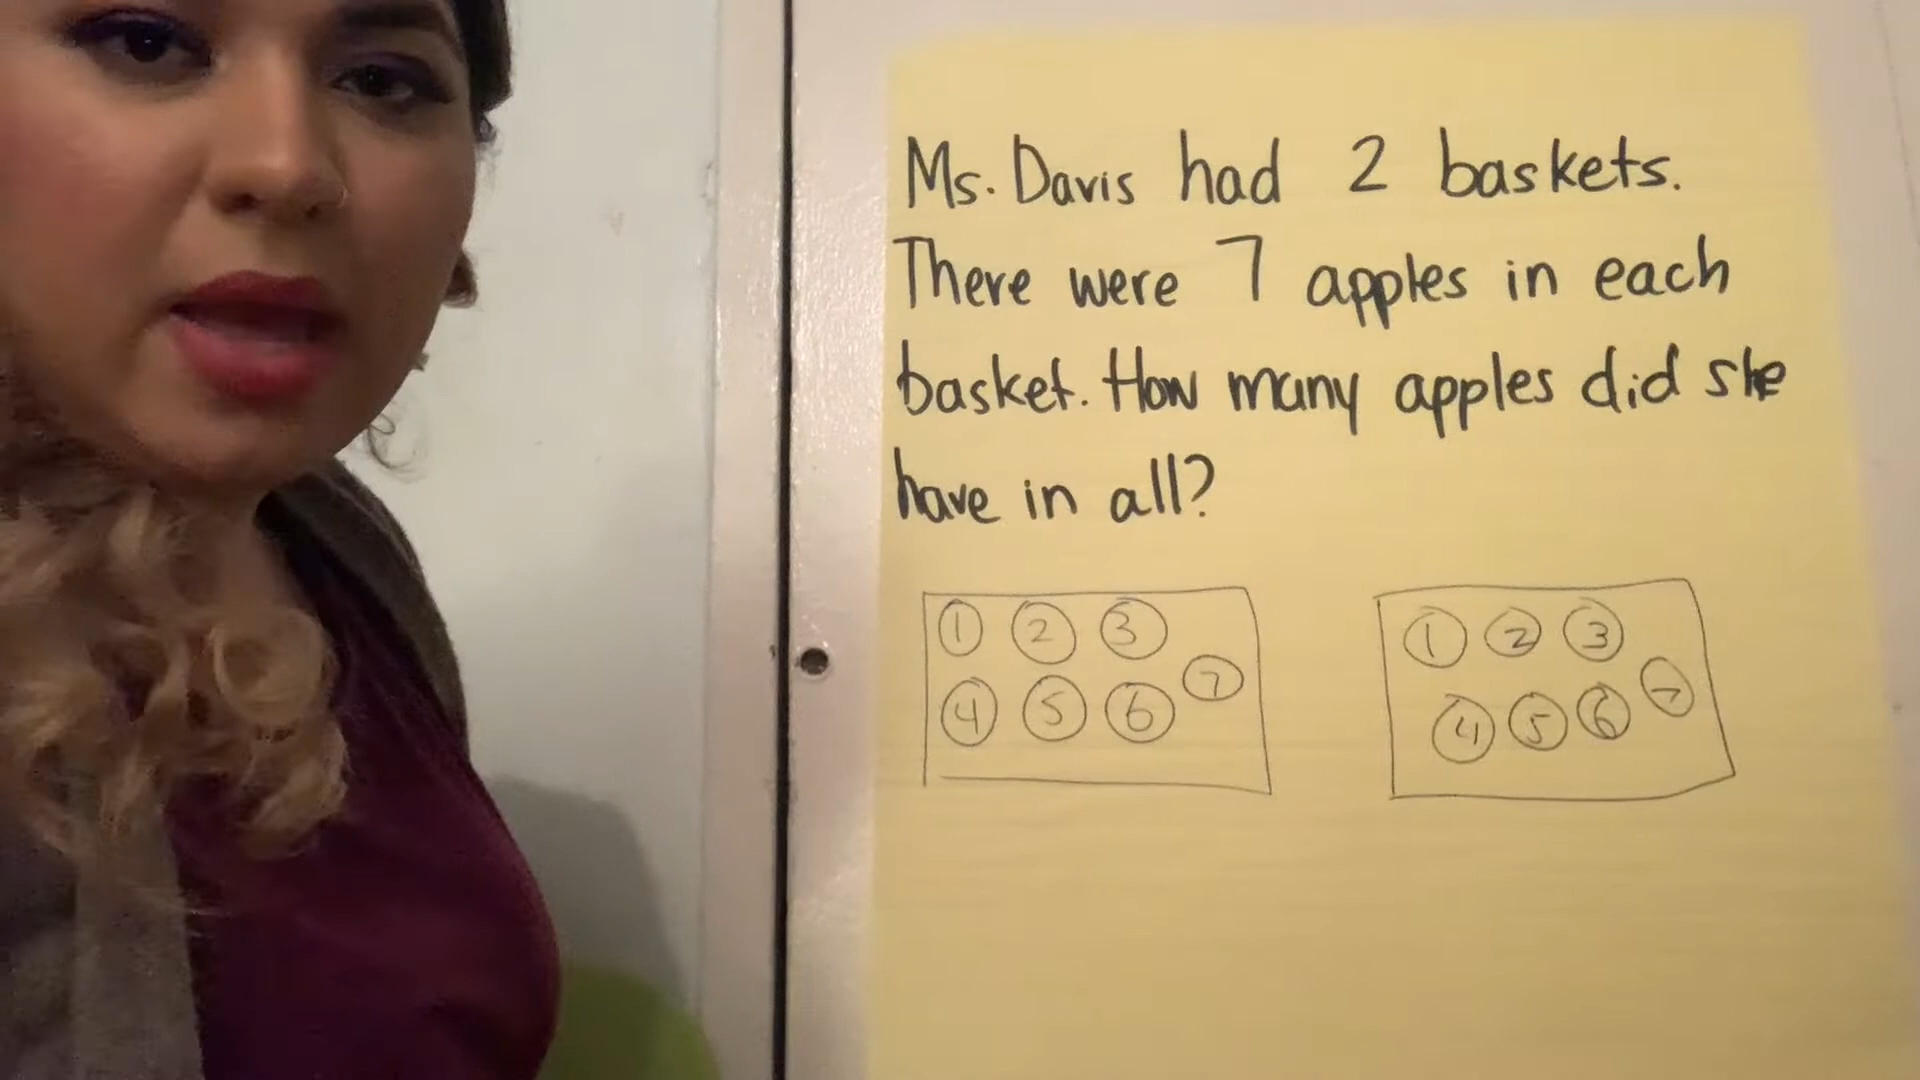 Ms. Davis had 2 baskets.
There were 7 apples in each
basket. How many apples did she
have in all?
1 2 3
4 5 6 7
1 2 3
4 5 6 7